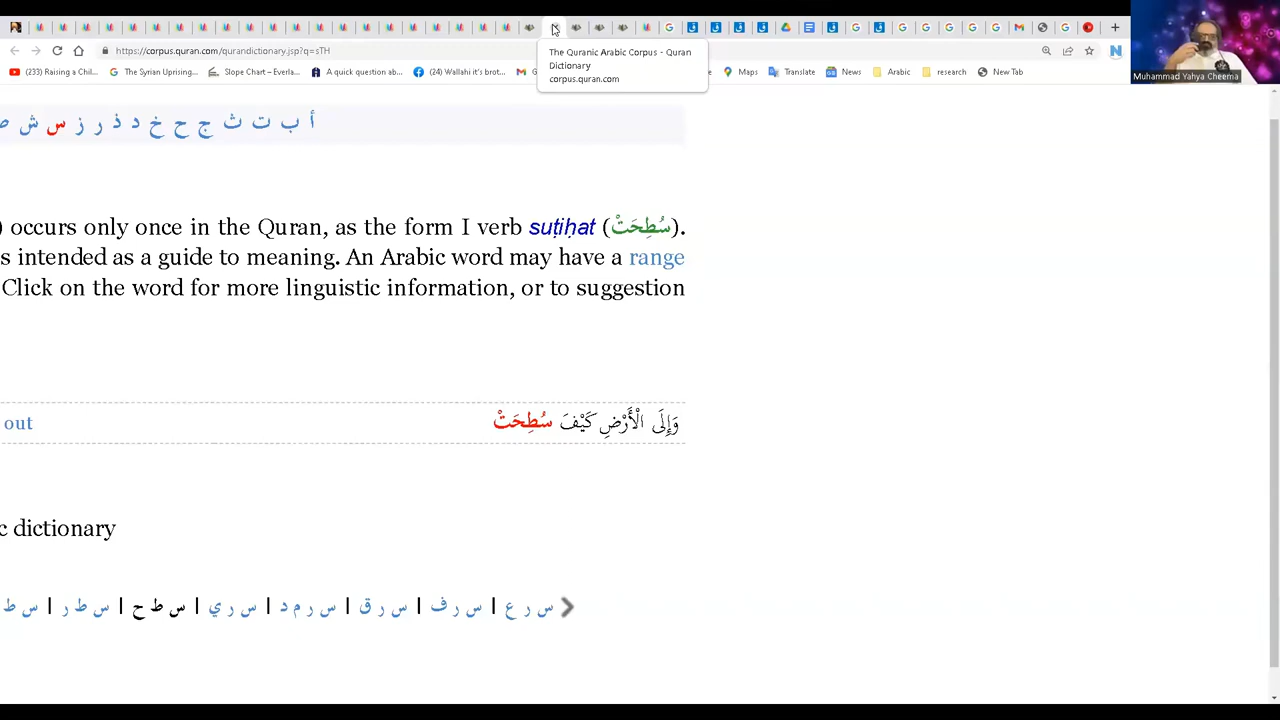 https://corpus.quran.com/qurandictionary.jsp?q=sTH
(233) Raising a Chil...
The Syrian Uprising...
Slope Chart – Everla...
A quick question ab...
(24) Wallahi it's brot...
Maps
Translate
News
Arabic
research
New Tab
The Quranic Arabic Corpus - Quran
Dictionary
corpus.quran.com
Muhammad Yahya Cheema
أ ب ت ث ج ح خ د ذ ر ز س ش
) occurs only once in the Quran, as the form I verb suṭiḥat (سُطِحَتْ).
s intended as a guide to meaning. An Arabic word may have a range
Click on the word for more linguistic information, or to suggestion
out
وَإِلَى الْأَرْضِ كَيْفَ سُطِحَتْ
c dictionary
س ر ع | س ر ف | س ر ق | س ر م د | س ر ي | س ط ح | س ط ر | س ط